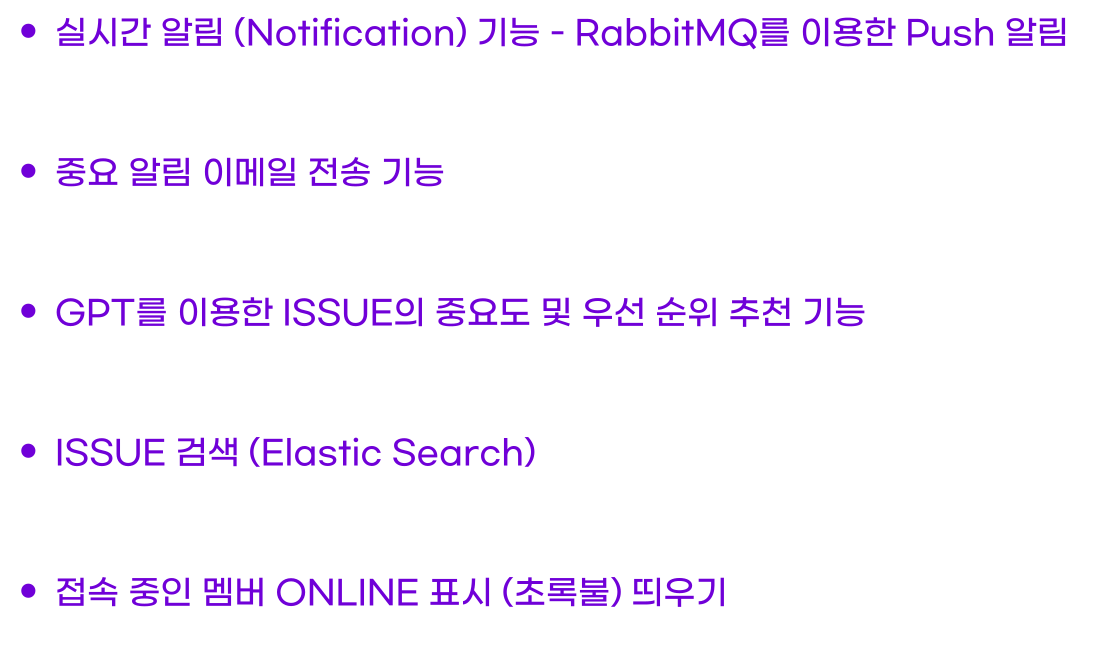 • 실시간 알림 (Notification) 기능 - RabbitMQ를 이용한 Push 알림
• 중요 알림 이메일 전송 기능
• GPT를 이용한 ISSUE의 중요도 및 우선 순위 추천 기능
• ISSUE 검색 (Elastic Search)
• 접속 중인 멤버 ONLINE 표시 (초록불) 띄우기